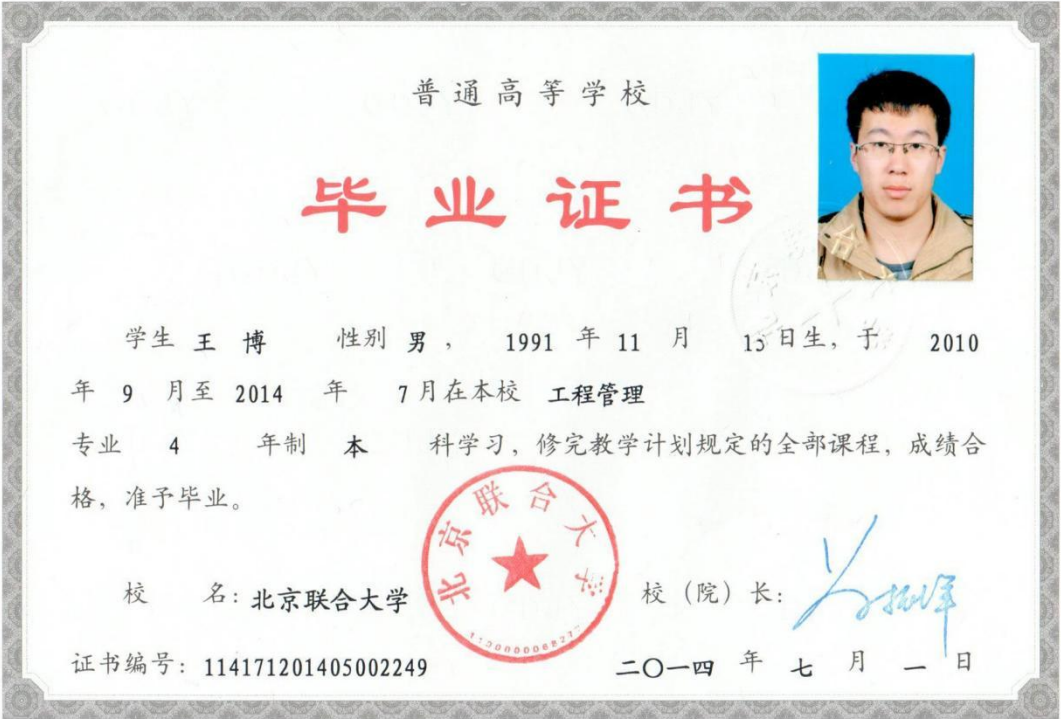 普通高等学校
毕业证书
学生 王 博 性别 男 ， 1991 年 11 月 15 日生，于 2010
年 9 月至 2014 年 7 月在本校 工程管理
专业 4 年制 本 科学习，修完教学计划规定的全部课程，成绩合
格，准予毕业。
北京联合大学
校 名：北京联合大学
校（院）长：
证书编号：114171201405002249
二〇一四 年 七 月 一 日